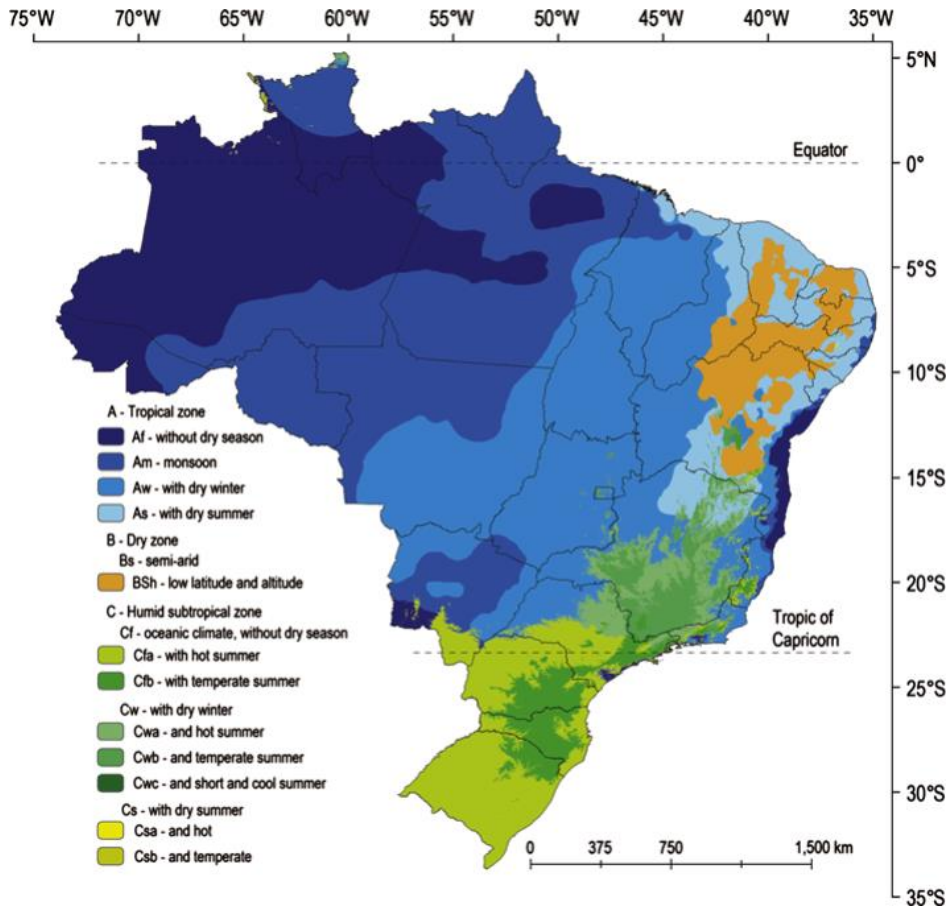 75°W 70°W 65°W 60°W 55°W 50°W 45°W 40°W 35°W
5°N
Equator
0°
5°S
10°S
A - Tropical zone
Af - without dry season
Am - monsoon
Aw - with dry winter
As - with dry summer
15°S
B - Dry zone
Bs - semi-arid
BSh - low latitude and altitude
20°S
C - Humid subtropical zone
Cf - oceanic climate, without dry season
Cfa - with hot summer
Cfb - with temperate summer
Tropic of
Capricorn
25°S
Cw - with dry winter
Cwa - and hot summer
Cwb - and temperate summer
Cwc - and short and cool summer
30°S
Cs - with dry summer
Csa - and hot
Csb - and temperate
0 375 750 1,500 km
35°S